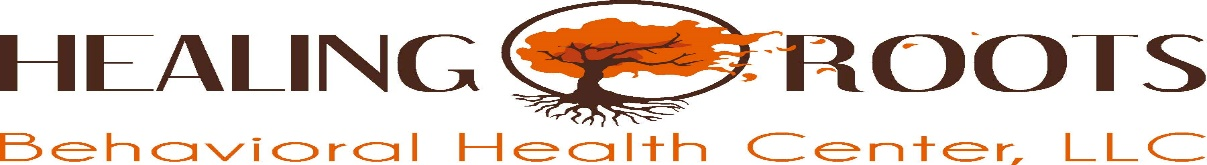 HEALING ROOTS
Behavioral Health Center, LLC